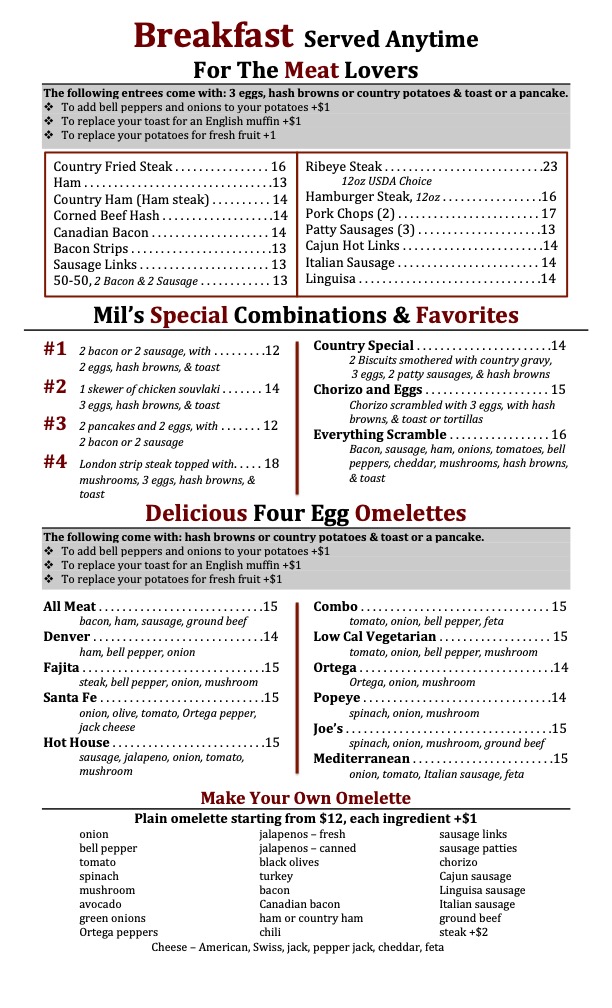 Breakfast Served Anytime
For The Meat Lovers
The following entrees come with: 3 eggs, hash browns or country potatoes & toast or a pancake.
❖ To add bell peppers and onions to your potatoes +$1
❖ To replace your toast for an English muffin +$1
❖ To replace your potatoes for fresh fruit +1
Country Fried Steak . . . . . . . . . . . . . . . . 16
Ham . . . . . . . . . . . . . . . . . . . . . . . . . . . . .13
Country Ham (Ham steak) . . . . . . . . . . 14
Corned Beef Hash . . . . . . . . . . . . . . . . . .14
Canadian Bacon . . . . . . . . . . . . . . . . . . . 14
Bacon Strips . . . . . . . . . . . . . . . . . . . . . .13
Sausage Links . . . . . . . . . . . . . . . . . . . . 13
50-50, 2 Bacon & 2 Sausage . . . . . . . . . . . 13
Ribeye Steak . . . . . . . . . . . . . . . . . . . . . . . .23
12oz USDA Choice
Hamburger Steak, 12oz . . . . . . . . . . . . . . .16
Pork Chops (2) . . . . . . . . . . . . . . . . . . . . . 17
Patty Sausages (3) . . . . . . . . . . . . . . . . . . .13
Cajun Hot Links . . . . . . . . . . . . . . . . . . . . .14
Italian Sausage . . . . . . . . . . . . . . . . . . . . . 14
Linguisa . . . . . . . . . . . . . . . . . . . . . . . . . . .14
Mil’s Special Combinations & Favorites
#1 2 bacon or 2 sausage, with . . . . . . . . .12
2 eggs, hash browns, & toast
#2 1 skewer of chicken souvlaki . . . . . . . 14
3 eggs, hash browns, & toast
#3 2 pancakes and 2 eggs, with . . . . . . . 12
2 bacon or 2 sausage
#4 London strip steak topped with. . . . . 18
mushrooms, 3 eggs, hash browns, &
toast
Country Special . . . . . . . . . . . . . . . . . . . . .14
2 Biscuits smothered with country gravy,
3 eggs, 2 patty sausages, & hash browns
Chorizo and Eggs . . . . . . . . . . . . . . . . . . . 15
Chorizo scrambled with 3 eggs, with hash
browns, & toast or tortillas
Everything Scramble . . . . . . . . . . . . . . . 16
Bacon, sausage, ham, onions, tomatoes, bell
peppers, cheddar, mushrooms, hash browns,
& toast
Delicious Four Egg Omelettes
The following come with: hash browns or country potatoes & toast or a pancake.
❖ To add bell peppers and onions to your potatoes +$1
❖ To replace your toast for an English muffin +$1
❖ To replace your potatoes for fresh fruit +$1
All Meat . . . . . . . . . . . . . . . . . . . . . . . . .15
bacon, ham, sausage, ground beef
Denver . . . . . . . . . . . . . . . . . . . . . . . . . .14
ham, bell pepper, onion
Fajita . . . . . . . . . . . . . . . . . . . . . . . . . . . .15
steak, bell pepper, onion, mushroom
Santa Fe . . . . . . . . . . . . . . . . . . . . . . . . .15
onion, olive, tomato, Ortega pepper,
jack cheese
Hot House . . . . . . . . . . . . . . . . . . . . . . .15
sausage, jalapeno, onion, tomato,
mushroom
Combo . . . . . . . . . . . . . . . . . . . . . . . . . . . . 15
tomato, onion, bell pepper, feta
Low Cal Vegetarian . . . . . . . . . . . . . . . . . 15
tomato, onion, bell pepper, mushroom
Ortega . . . . . . . . . . . . . . . . . . . . . . . . . . . . .14
Ortega, onion, mushroom
Popeye . . . . . . . . . . . . . . . . . . . . . . . . . . . .14
spinach, onion, mushroom
Joe’s . . . . . . . . . . . . . . . . . . . . . . . . . . . . . . .15
spinach, onion, mushroom, ground beef
Mediterranean . . . . . . . . . . . . . . . . . . . . .15
onion, tomato, Italian sausage, feta
Make Your Own Omelette
Plain omelette starting from $12, each ingredient +$1
onion
bell pepper
tomato
spinach
mushroom
avocado
green onions
Ortega peppers
jalapenos – fresh
jalapenos – canned
black olives
turkey
bacon
Canadian bacon
ham or country ham
chili
sausage links
sausage patties
chorizo
Cajun sausage
Linguisa sausage
Italian sausage
ground beef
steak +$2
Cheese – American, Swiss, jack, pepper jack, cheddar, feta